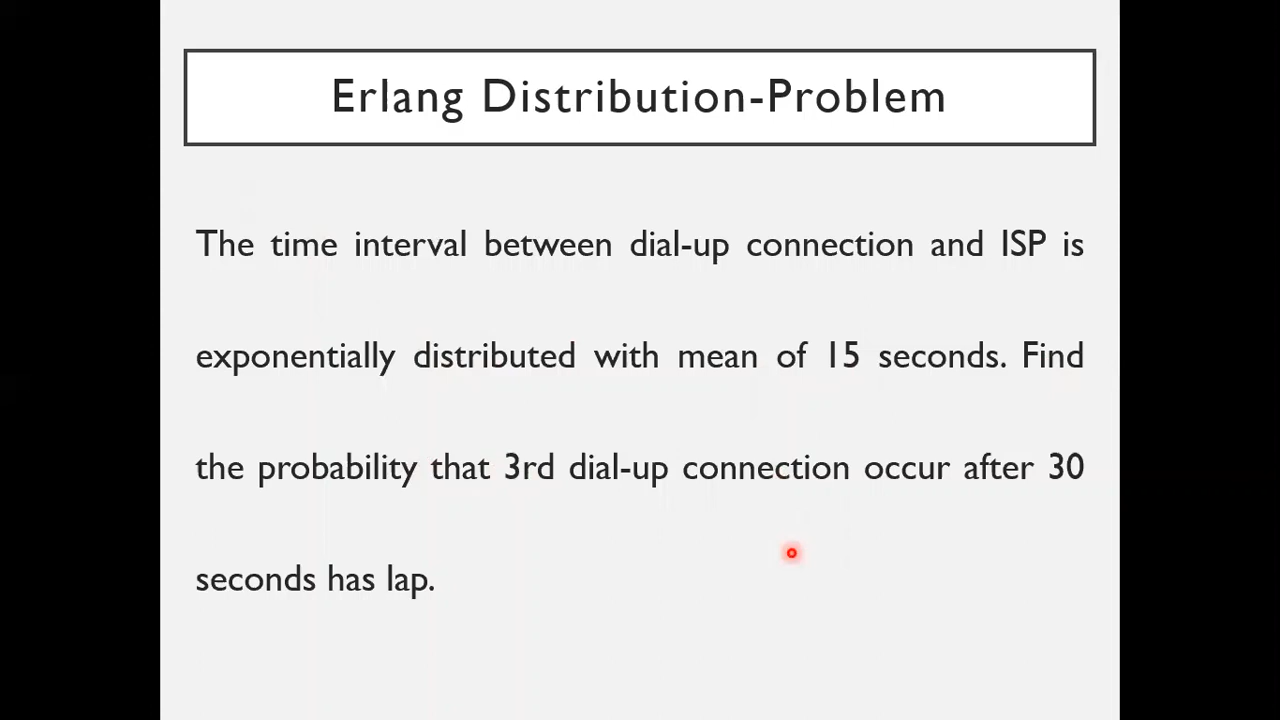 Erlang Distribution-Problem
The time interval between dial-up connection and ISP is
exponentially distributed with mean of 15 seconds. Find
the probability that 3rd dial-up connection occur after 30
seconds has lap.